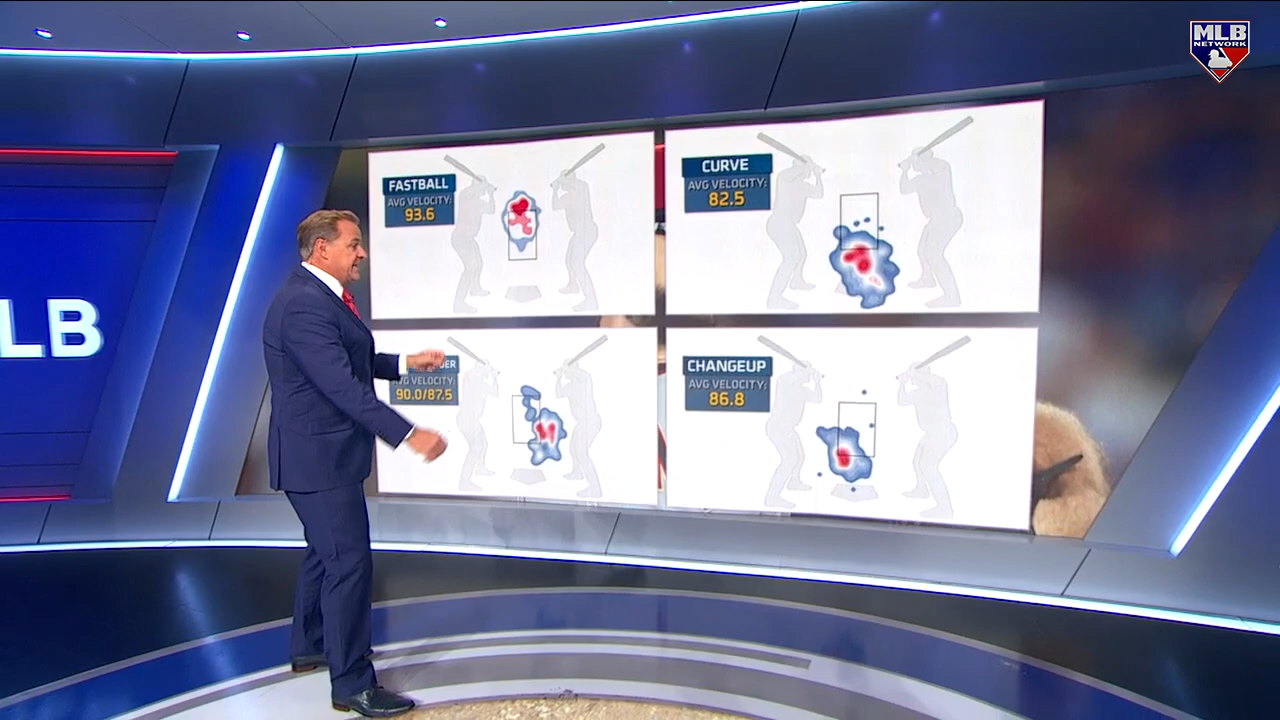 MLB
NETWORK
LB
FASTBALL
AVG VELOCITY:
93.6
CURVE
AVG VELOCITY:
82.5
DER
AVG VELOCITY:
90.0/87.5
CHANGEUP
AVG VELOCITY:
86.8